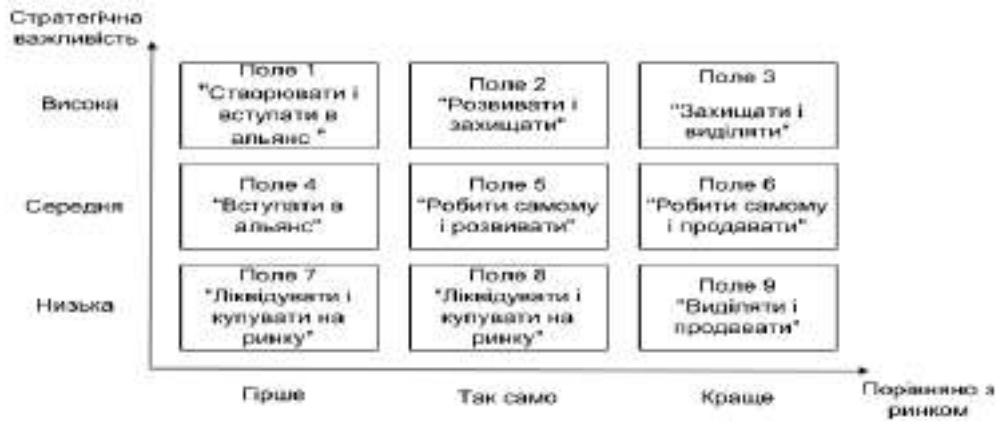 Стратегічна
важливість
Висока
Поле 1
"Створювати і
вступати в
альянс "
Поле 2
"Розвивати і
захищати"
Поле 3
"Захищати і
виділяти"
Середня
Поле 4
"Вступати в
альянс"
Поле 5
"Робити самому
і розвивати"
Поле 6
"Робити самому
і продавати"
Низька
Поле 7
"Ліквідувати і
купувати на
ринку"
Поле 8
"Ліквідувати і
купувати на
ринку"
Поле 9
"Виділяти і
продавати"
Гірше
Так само
Краще
Порівняно з
ринком